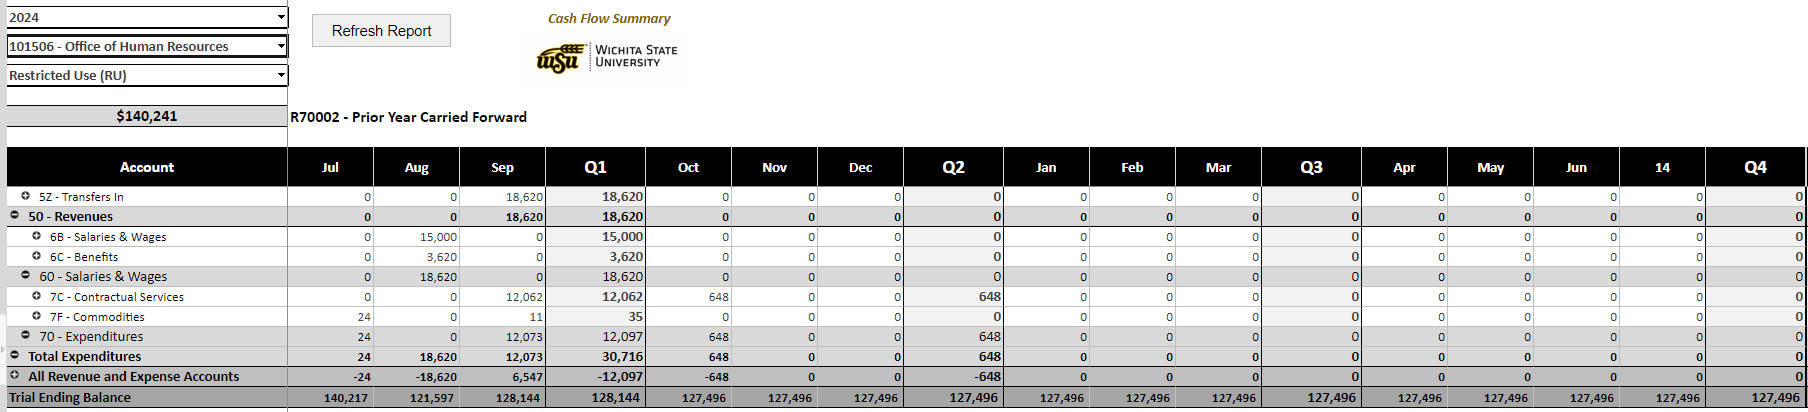 2024
Refresh Report
Cash Flow Summary
101506 - Office of Human Resources
WSU WICHITA STATE
UNIVERSITY
Restricted Use (RU)
$140,241 R70002 - Prior Year Carried Forward
Account Jul Aug Sep Q1 Oct Nov Dec Q2 Jan Feb Mar Q3 Apr May Jun 14 Q4
5Z - Transfers In 0 0 18,620 18,620 0 0 0 0 0 0 0 0 0 0 0 0 0
50 - Revenues 0 0 18,620 18,620 0 0 0 0 0 0 0 0 0 0 0 0 0
6B - Salaries & Wages 0 15,000 0 15,000 0 0 0 0 0 0 0 0 0 0 0 0 0
6C - Benefits 0 3,620 0 3,620 0 0 0 0 0 0 0 0 0 0 0 0 0
60 - Salaries & Wages 0 18,620 0 18,620 0 0 0 0 0 0 0 0 0 0 0 0 0
7C - Contractual Services 0 0 12,062 12,062 648 0 0 648 0 0 0 0 0 0 0 0 0
7F - Commodities 24 0 11 35 0 0 0 0 0 0 0 0 0 0 0 0 0
70 - Expenditures 24 0 12,073 12,097 648 0 0 648 0 0 0 0 0 0 0 0 0
Total Expenditures 24 18,620 12,073 30,716 648 0 0 648 0 0 0 0 0 0 0 0 0
All Revenue and Expense Accounts -24 -18,620 6,547 -12,097 -648 0 0 -648 0 0 0 0 0 0 0 0 0
Trial Ending Balance 140,217 121,597 128,144 128,144 127,496 127,496 127,496 127,496 127,496 127,496 127,496 127,496 127,496 127,496 127,496 127,496 127,496